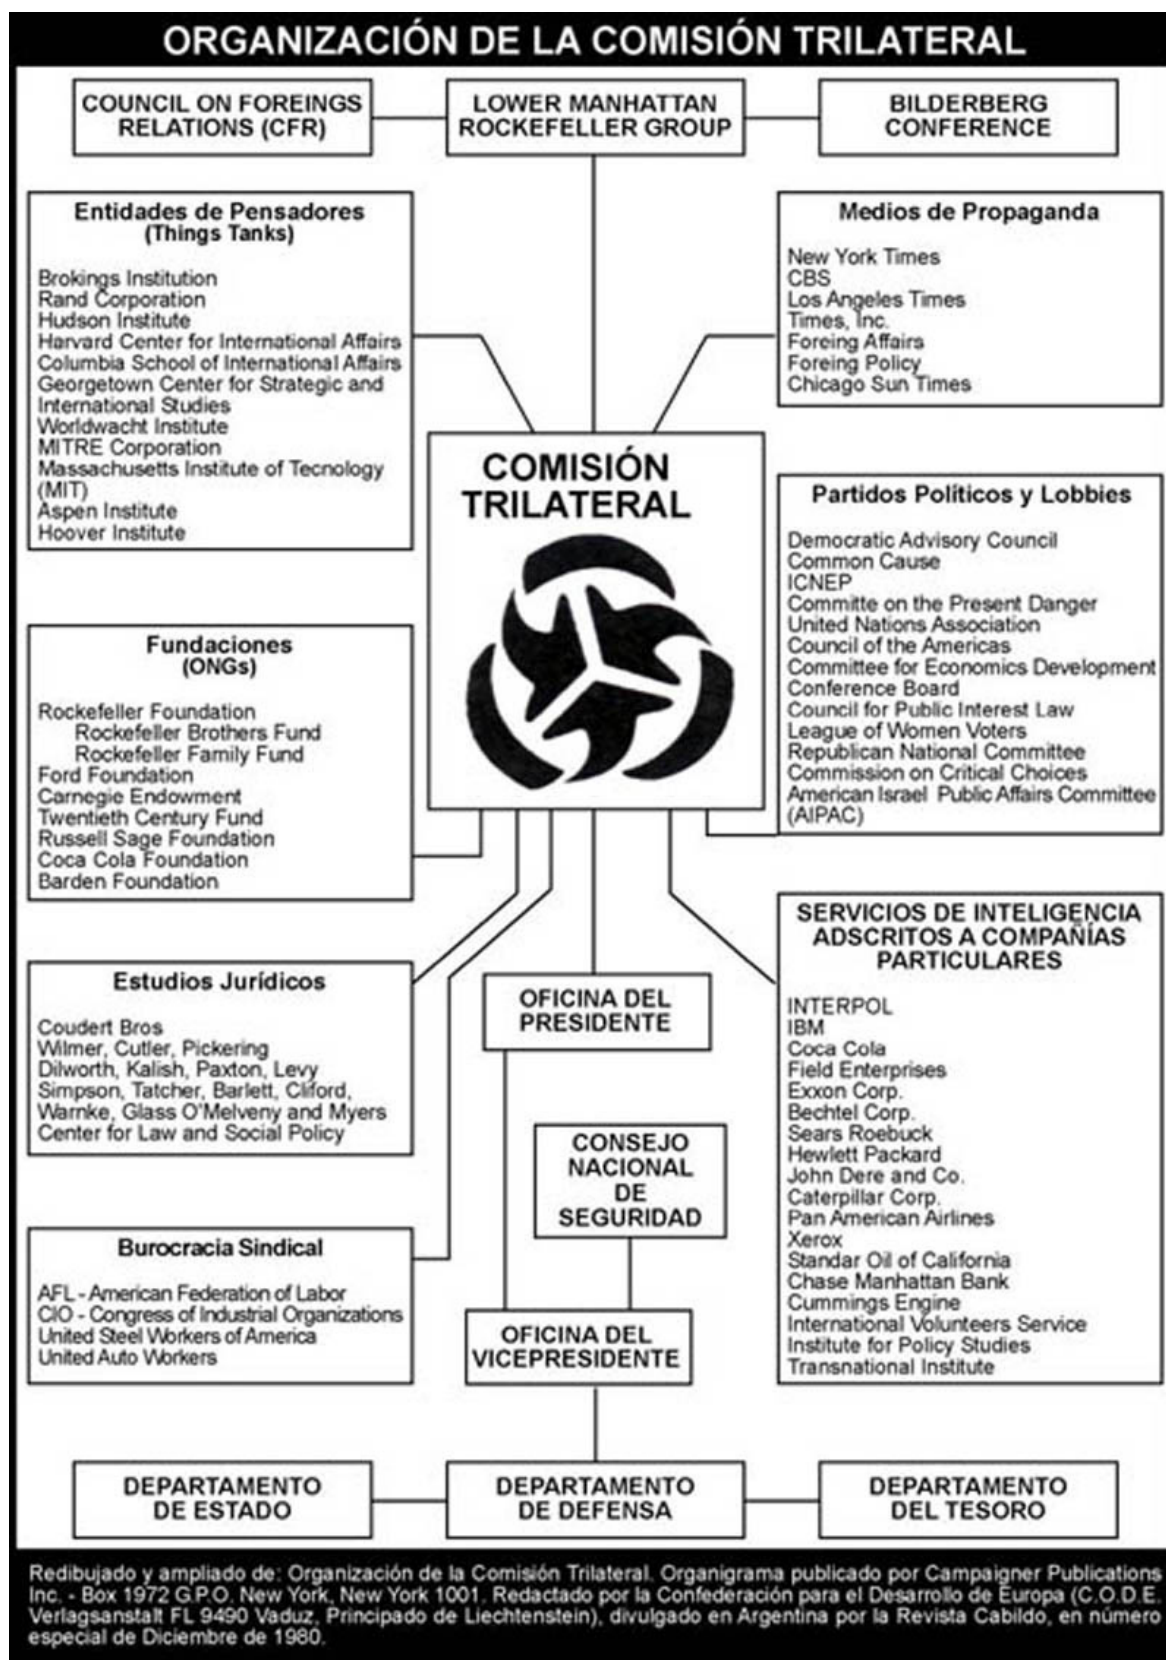 ORGANIZACIÓN DE LA COMISIÓN TRILATERAL
COUNCIL ON FOREINGS
RELATIONS (CFR)
LOWER MANHATTAN
ROCKEFELLER GROUP
BILDERBERG
CONFERENCE
Entidades de Pensadores
(Things Tanks)
Brokings Institution
Rand Corporation
Hudson Institute
Harvard Center for International Affairs
Columbia School of International Affairs
Georgetown Center for Strategic and
International Studies
Worldwacht Institute
MITRE Corporation
Massachusetts Institute of Tecnology
(MIT)
Aspen Institute
Hoover Institute
Medios de Propaganda
New York Times
CBS
Los Angeles Times
Times, Inc.
Foreing Affairs
Foreing Policy
Chicago Sun Times
COMISIÓN
TRILATERAL
Partidos Políticos y Lobbies
Democratic Advisory Council
Common Cause
ICNEP
Committe on the Present Danger
United Nations Association
Council of the Americas
Committee for Economics Development
Conference Board
Council for Public Interest Law
League of Women Voters
Republican National Committee
Commission on Critical Choices
American Israel Public Affairs Committee
(AIPAC)
Fundaciones
(ONGs)
Rockefeller Foundation
Rockefeller Brothers Fund
Rockefeller Family Fund
Ford Foundation
Carnegie Endowment
Twentieth Century Fund
Russell Sage Foundation
Coca Cola Foundation
Barden Foundation
SERVICIOS DE INTELIGENCIA
ADSCRITOS A COMPAÑÍAS
PARTICULARES
INTERPOL
IBM
Coca Cola
Field Enterprises
Exxon Corp.
Bechtel Corp.
Sears Roebuck
Hewlett Packard
John Dere and Co.
Caterpillar Corp.
Pan American Airlines
Xerox
Standar Oil of California
Chase Manhattan Bank
Cummings Engine
International Volunteers Service
Institute for Policy Studies
Transnational Institute
Estudios Jurídicos
Coudert Bros
Wilmer, Cutler, Pickering
Dilworth, Kalish, Paxton, Levy
Simpson, Tatcher, Barlett, Cliford,
Warnke, Glass O'Melveny and Myers
Center for Law and Social Policy
OFICINA DEL
PRESIDENTE
CONSEJO
NACIONAL
DE
SEGURIDAD
Burocracia Sindical
AFL - American Federation of Labor
CIO - Congress of Industrial Organizations
United Steel Workers of America
United Auto Workers
OFICINA DEL
VICEPRESIDENTE
DEPARTAMENTO
DE ESTADO
DEPARTAMENTO
DE DEFENSA
DEPARTAMENTO
DEL TESORO
Redibujado y ampliado de: Organización de la Comisión Trilateral. Organigrama publicado por Campaigner Publications
Inc. - Box 1972 G.P.O. New York, New York 1001. Redactado por la Confederación para el Desarrollo de Europa (C.O.D.E.
Verlagsanstalt FL 9490 Vaduz, Principado de Liechtenstein), divulgado en Argentina por la Revista Cabildo, en número
especial de Diciembre de 1980.